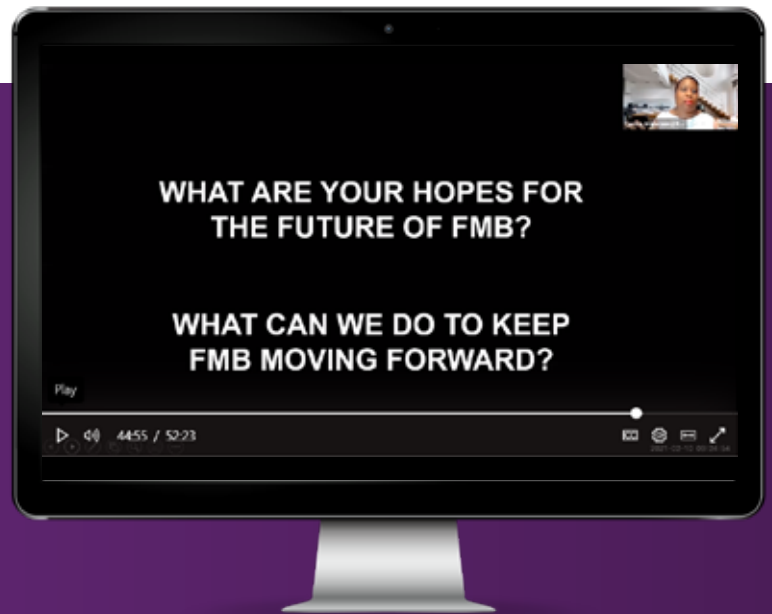 WHAT ARE YOUR HOPES FOR
THE FUTURE OF FMB?
WHAT CAN WE DO TO KEEP
FMB MOVING FORWARD?
Play
44:55 / 52:23